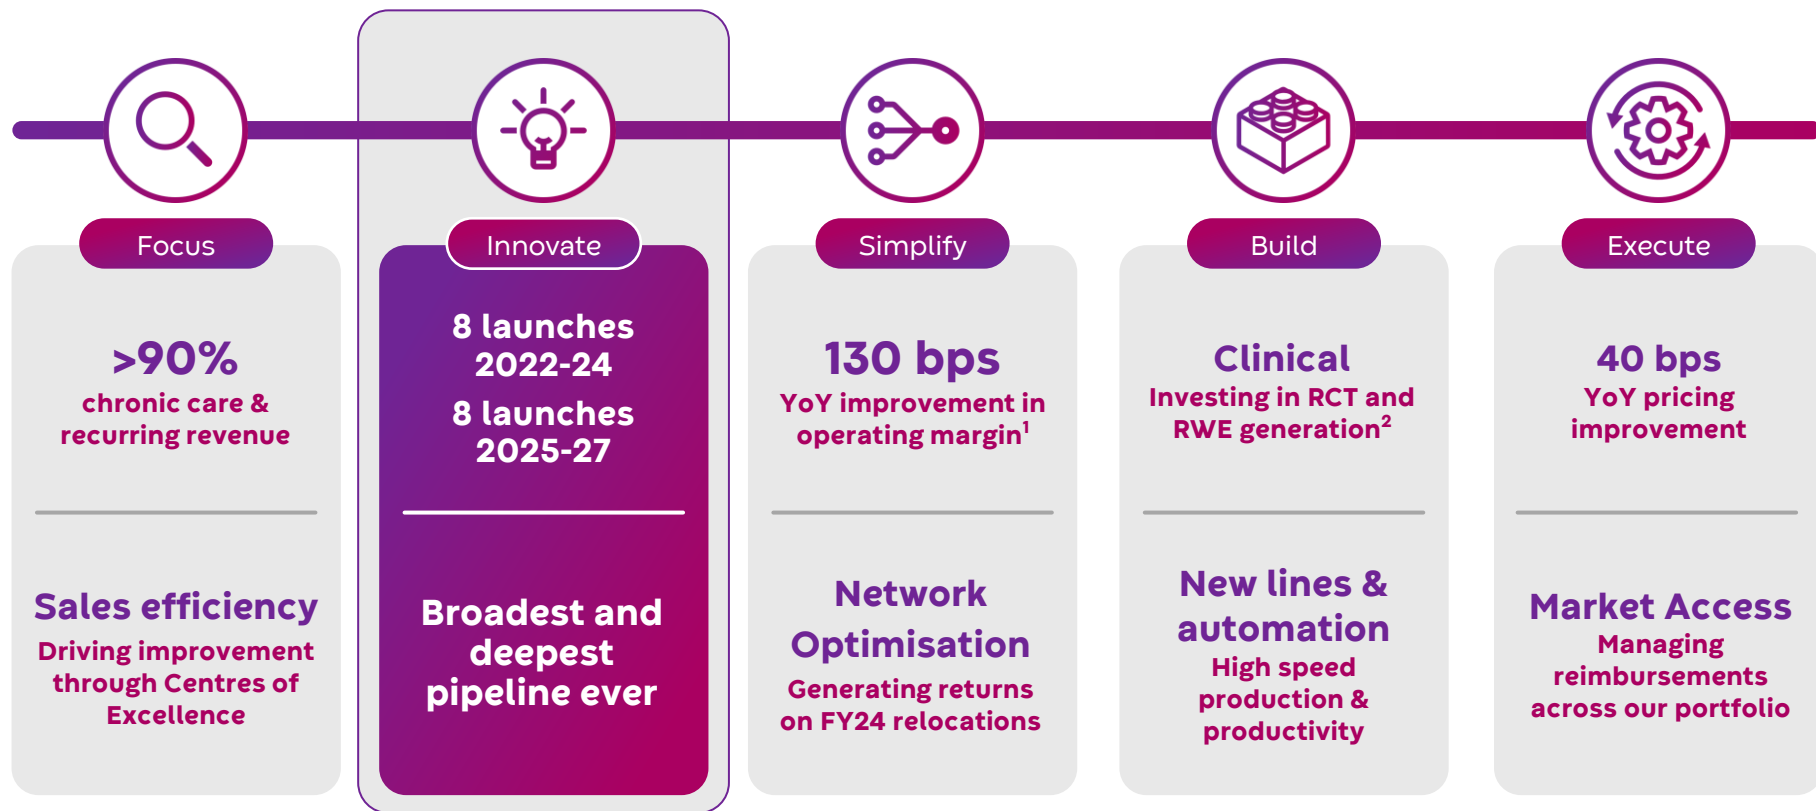 Focus
>90%
chronic care &
recurring revenue
Sales efficiency
Driving improvement
through Centres of
Excellence
Innovate
8 launches
2022-24
8 launches
2025-27
Broadest and
deepest
pipeline ever
Simplify
130 bps
YoY improvement in
operating margin¹
Network
Optimisation
Generating returns
on FY24 relocations
Build
Clinical
Investing in RCT and
RWE generation²
New lines &
automation
High speed
production &
productivity
Execute
40 bps
YoY pricing
improvement
Market Access
Managing
reimbursements
across our portfolio